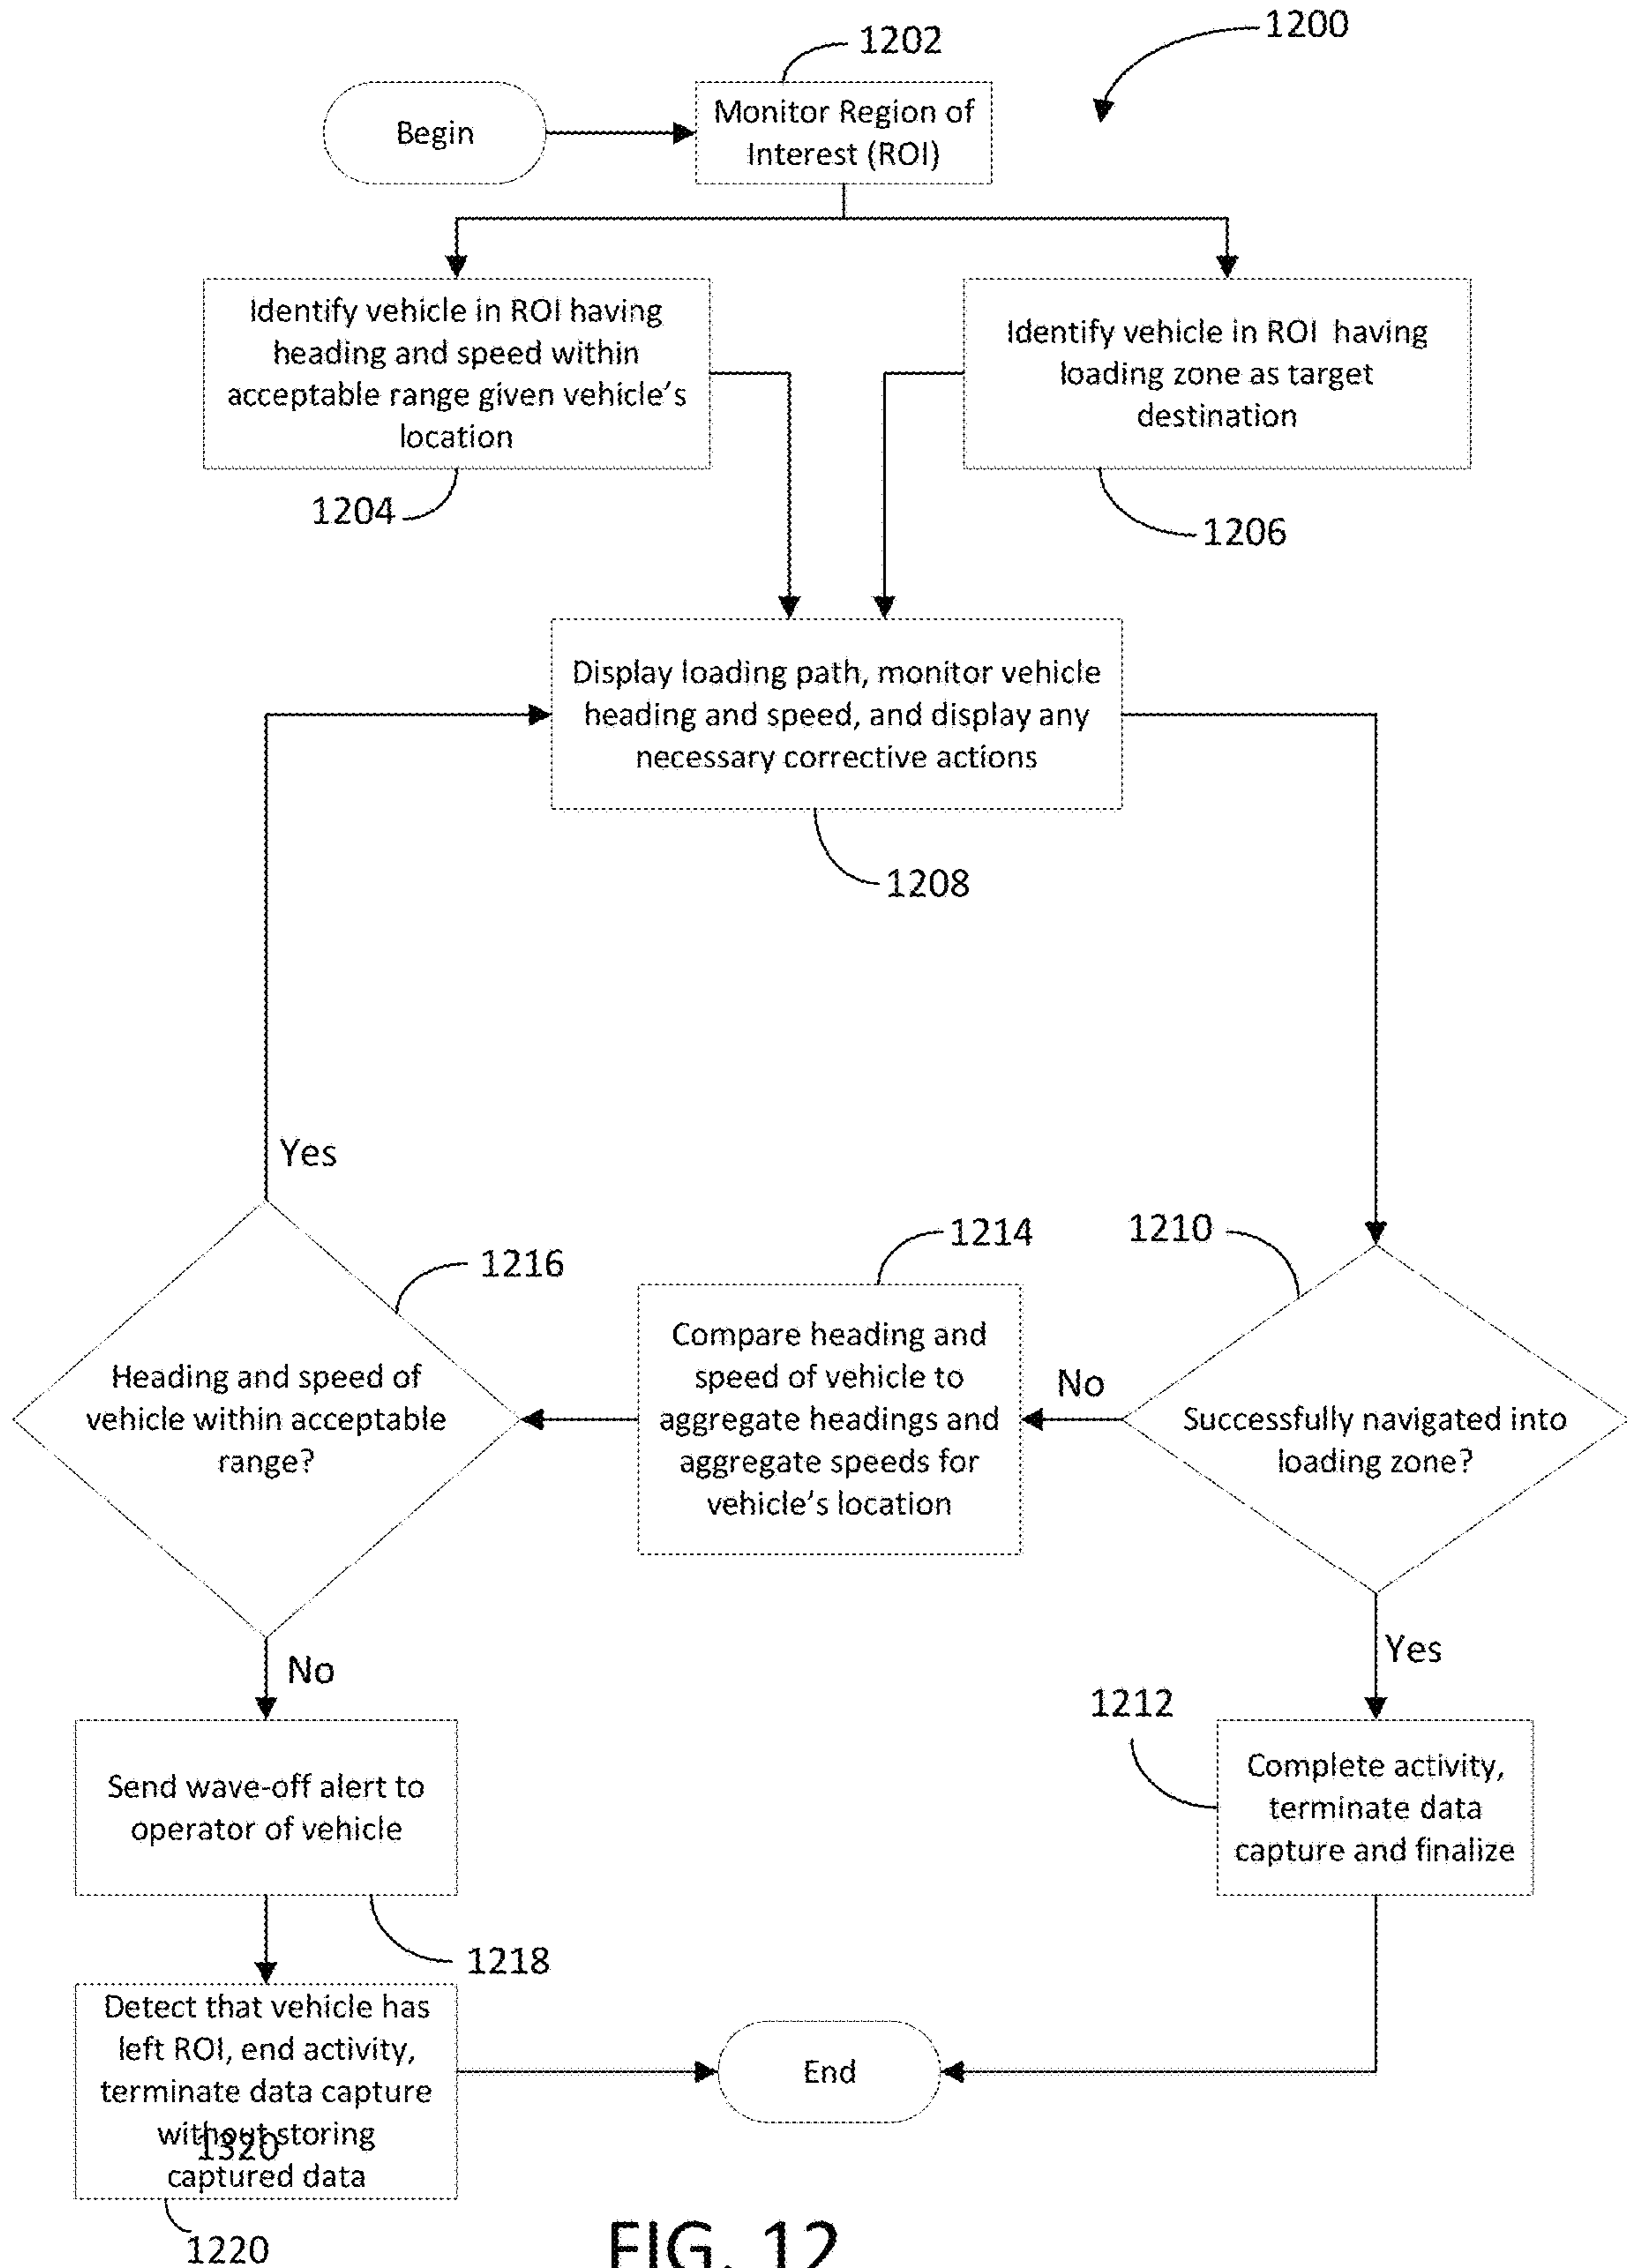 1200
1202
Begin
Monitor Region of
Interest (ROI)
Identify vehicle in ROI having
heading and speed within
acceptable range given vehicle's
location
1204
Identify vehicle in ROI having
loading zone as target
destination
1206
Display loading path, monitor vehicle
heading and speed, and display any
necessary corrective actions
1208
Yes
1216
Heading and speed of
vehicle within acceptable
range?
1214
Compare heading and
speed of vehicle to
aggregate headings and
aggregate speeds for
vehicle's location
No
1210
Successfully navigated into
loading zone?
No
Yes
1212
Send wave-off alert to
operator of vehicle
1218
Complete activity,
terminate data
capture and finalize
Detect that vehicle has
left ROI, end activity,
terminate data capture
without storing
1320
captured data
1220
End
FIG. 12